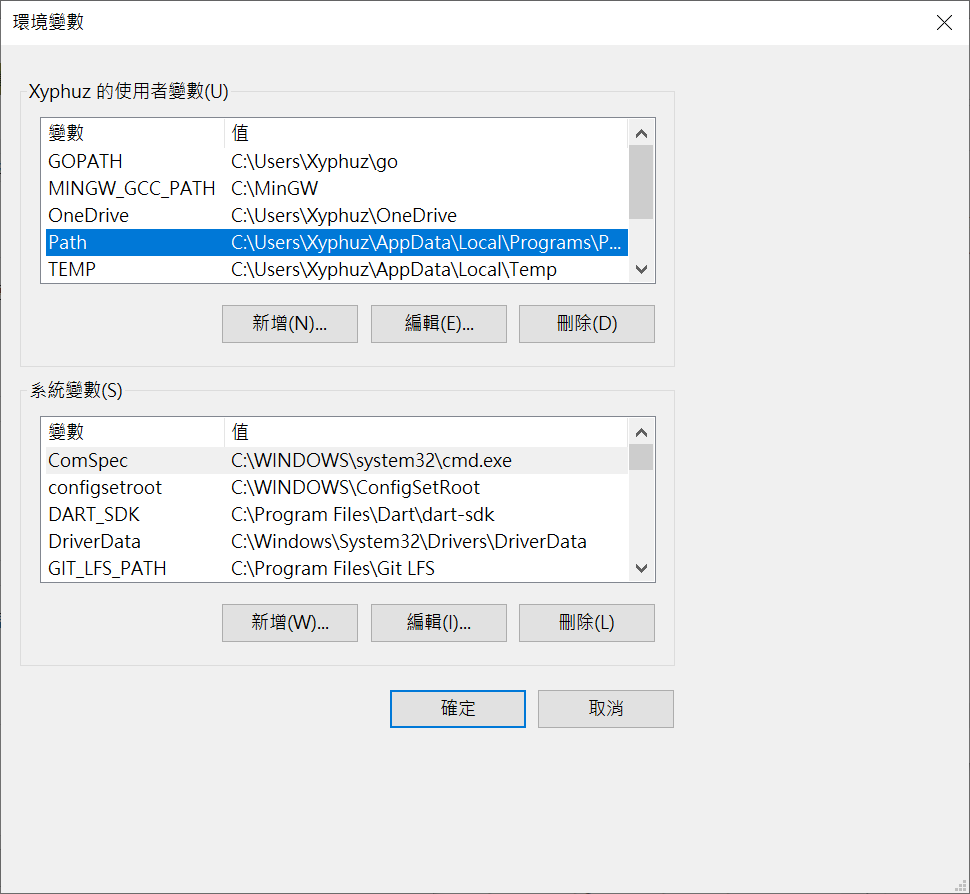 環境變數
Xyphuz 的使用者變數(U)
變數 值
GOPATH C:\Users\Xyphuz\go
MINGW_GCC_PATH C:\MinGW
OneDrive C:\Users\Xyphuz\OneDrive
Path C:\Users\Xyphuz\AppData\Local\Programs\P...
TEMP C:\Users\Xyphuz\AppData\Local\Temp
新增(N)... 編輯(E)... 刪除(D)
系統變數(S)
變數 值
ComSpec C:\WINDOWS\system32\cmd.exe
configsetroot C:\WINDOWS\ConfigSetRoot
DART_SDK C:\Program Files\Dart\dart-sdk
DriverData C:\Windows\System32\Drivers\DriverData
GIT_LFS_PATH C:\Program Files\Git LFS
新增(W)... 編輯(I)... 刪除(L)
確定 取消